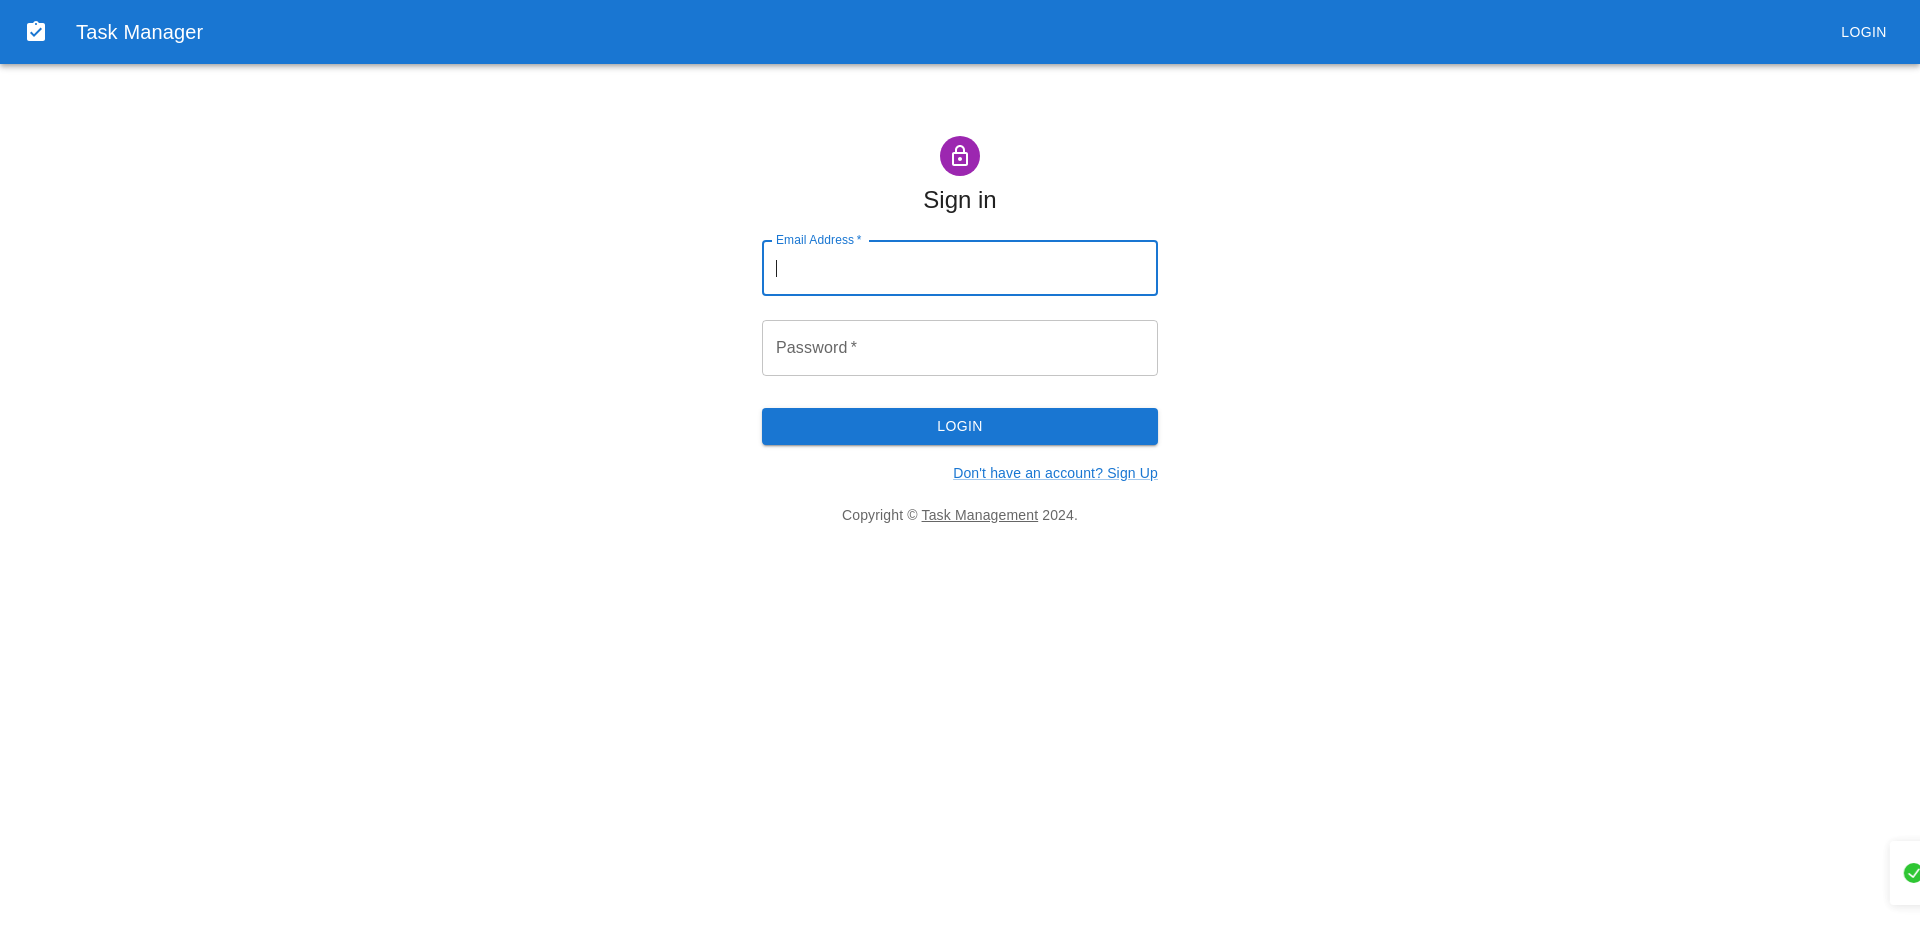 Task Manager
LOGIN
Sign in
Email Address *
Password *
LOGIN
Don't have an account? Sign Up
Copyright © Task Management 2024.